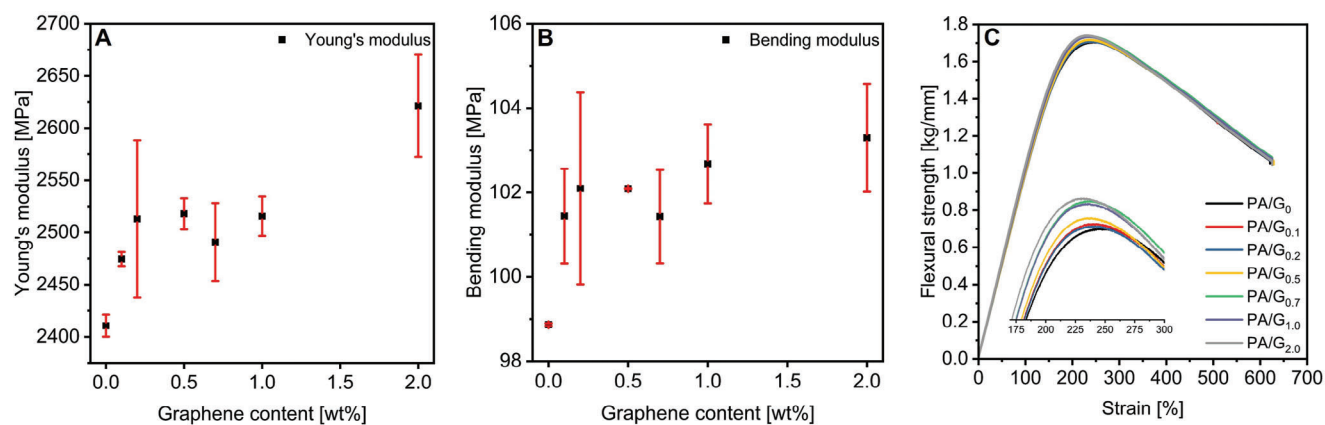 A
Young's modulus
2700
2650
2600
2550
2500
2450
2400
Young's modulus [MPa]
0.0 0.5 1.0 1.5 2.0
Graphene content [wt%]
B
Bending modulus
106
104
102
100
98
Bending modulus [MPa]
0.0 0.5 1.0 1.5 2.0
Graphene content [wt%]
C
1.8
1.6
1.4
1.2
1.0
0.8
0.6
0.4
0.2
0.0
Flexural strength [kg/mm]
PA/G0
PA/G0.1
PA/G0.2
PA/G0.5
PA/G0.7
PA/G1.0
PA/G2.0
175 200 225 250 275 300
0 100 200 300 400 500 600 700
Strain [%]